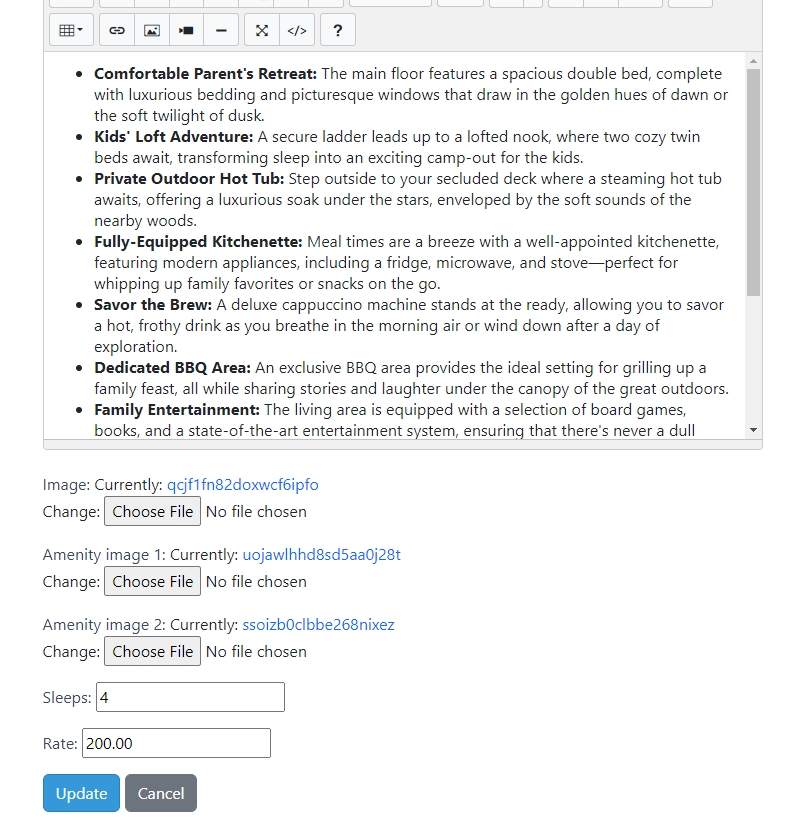 </> ?
Comfortable Parent's Retreat: The main floor features a spacious double bed, complete
with luxurious bedding and picturesque windows that draw in the golden hues of dawn or
the soft twilight of dusk.
Kids' Loft Adventure: A secure ladder leads up to a lofted nook, where two cozy twin
beds await, transforming sleep into an exciting camp-out for the kids.
Private Outdoor Hot Tub: Step outside to your secluded deck where a steaming hot tub
awaits, offering a luxurious soak under the stars, enveloped by the soft sounds of the
nearby woods.
Fully-Equipped Kitchenette: Meal times are a breeze with a well-appointed kitchenette,
featuring modern appliances, including a fridge, microwave, and stove—perfect for
whipping up family favorites or snacks on the go.
Savor the Brew: A deluxe cappuccino machine stands at the ready, allowing you to savor
a hot, frothy drink as you breathe in the morning air or wind down after a day of
exploration.
Dedicated BBQ Area: An exclusive BBQ area provides the ideal setting for grilling up a
family feast, all while sharing stories and laughter under the canopy of the great outdoors.
Family Entertainment: The living area is equipped with a selection of board games,
books, and a state-of-the-art entertainment system, ensuring that there's never a dull
Image: Currently: qcjf1fn82doxwcf6ipfo
Change: Choose File No file chosen
Amenity image 1: Currently: uojawlhhd8sd5aa0j28t
Change: Choose File No file chosen
Amenity image 2: Currently: ssoizb0clbbe268nixez
Change: Choose File No file chosen
Sleeps: 4
Rate: 200.00
Update Cancel